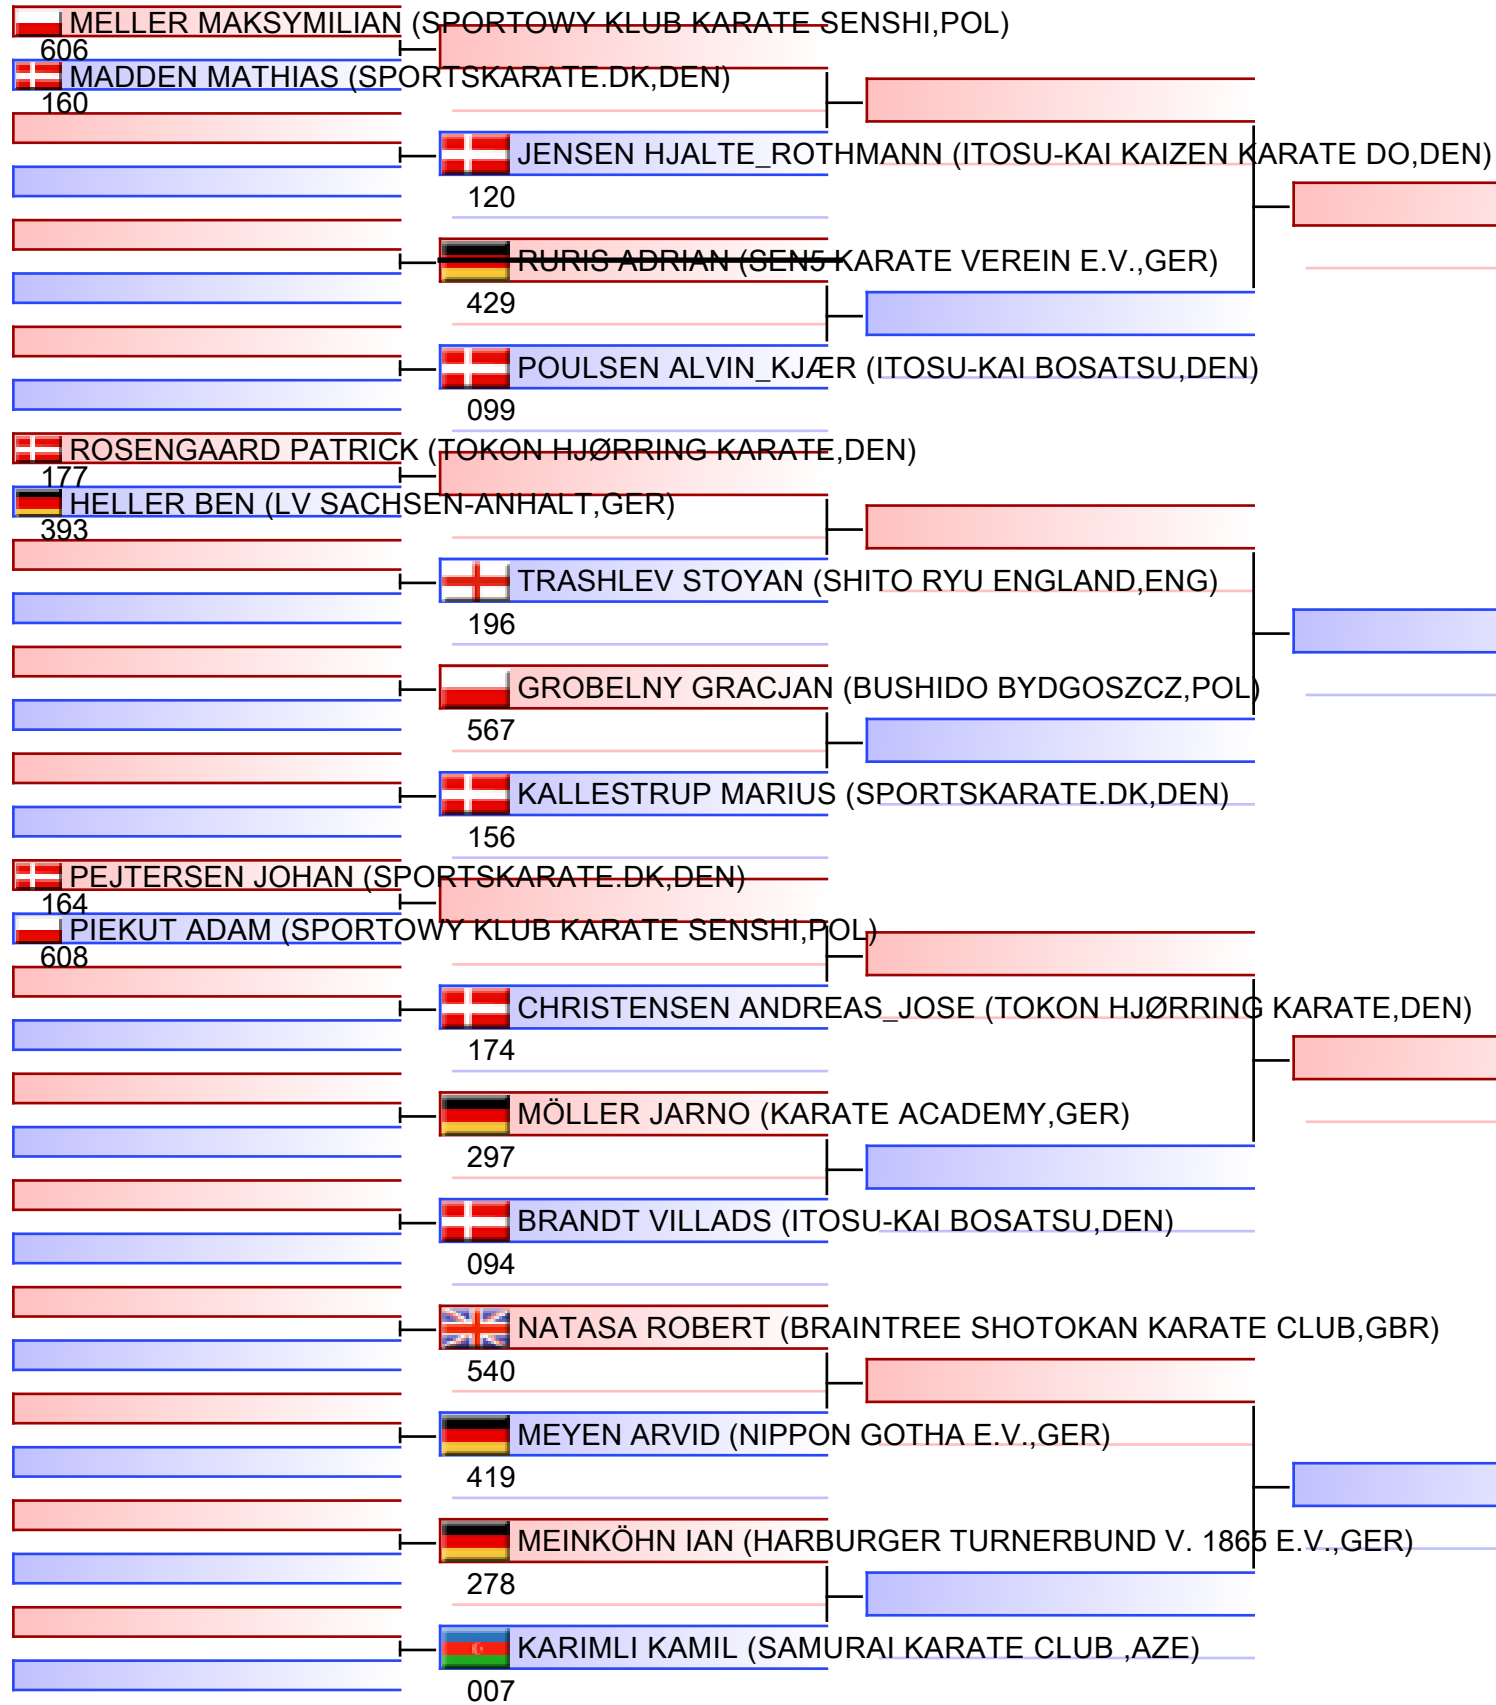 MELLER MAKSYMILIAN (SPORTOWY KLUB KARATE SENSHI,POL)
606
MADDEN MATHIAS (SPORTSKARATE.DK,DEN)
160
JENSEN HJALTE_ROTHMANN (ITOSU-KAI KAIZEN KARATE DO,DEN)
120
RURIS ADRIAN (SEN5 KARATE VEREIN E.V.,GER)
429
POULSEN ALVIN_KJÆR (ITOSU-KAI BOSATSU,DEN)
099
ROSENGAARD PATRICK (TOKON HJØRRING KARATE,DEN)
177
HELLER BEN (LV SACHSEN-ANHALT,GER)
393
TRASHLEV STOYAN (SHITO RYU ENGLAND,ENG)
196
GROBELNY GRACJAN (BUSHIDO BYDGOSZCZ,POL)
567
KALLESTRUP MARIUS (SPORTSKARATE.DK,DEN)
156
PEJTERSEN JOHAN (SPORTSKARATE.DK,DEN)
164
PIEKUT ADAM (SPORTOWY KLUB KARATE SENSHI,POL)
608
CHRISTENSEN ANDREAS_JOSE (TOKON HJØRRING KARATE,DEN)
174
MÖLLER JARNO (KARATE ACADEMY,GER)
297
BRANDT VILLADS (ITOSU-KAI BOSATSU,DEN)
094
NATASA ROBERT (BRAINTREE SHOTOKAN KARATE CLUB,GBR)
540
MEYEN ARVID (NIPPON GOTHA E.V.,GER)
419
MEINKÖHN IAN (HARBURGER TURNERBUND V. 1865 E.V.,GER)
278
KARIMLI KAMIL (SAMURAI KARATE CLUB ,AZE)
007